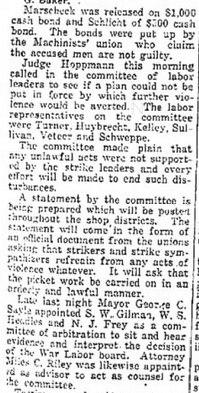 G. Baker.
Marscheck was released on $1,000
cash bond and Schlicht of $500 cash
bond. The bonds were put up by
the Machinists' union who claim
the accused men are not guilty.
Judge Hoppman this morning
called in the committee of labor
leaders to see if a plan could not be
put in force by which further vio-
lence would be averted. The labor
representatives on the committee
were Turner, Huybrecht, Kelley, Sul-
livan, Veteer and Schweppe.
The committee made plain that
any unlawful acts were not support-
ed by the strike leaders and every
effort will be made to end such dis-
turbances.
A statement by the committee is
being prepared which will be posted
throughout the shop districts. The
statement will come in the form of
an official document from the unions
asking that strikers and strike sym-
pathizers refrein from any acts of
violence whatever. It will ask that
the picket work be carried on in an
orderly and lawful manner.
Late last night Mayor George C.
Sayle appointed S. W. Gilman, W. S.
and N. J. Frey as a com-
mittee of arbitration to sit and hear
evidence and interpret the decision
of the War Labor board. Attorney
C. Riley was likewise appoint-
ed as advisor to act as counsel for
the committee.